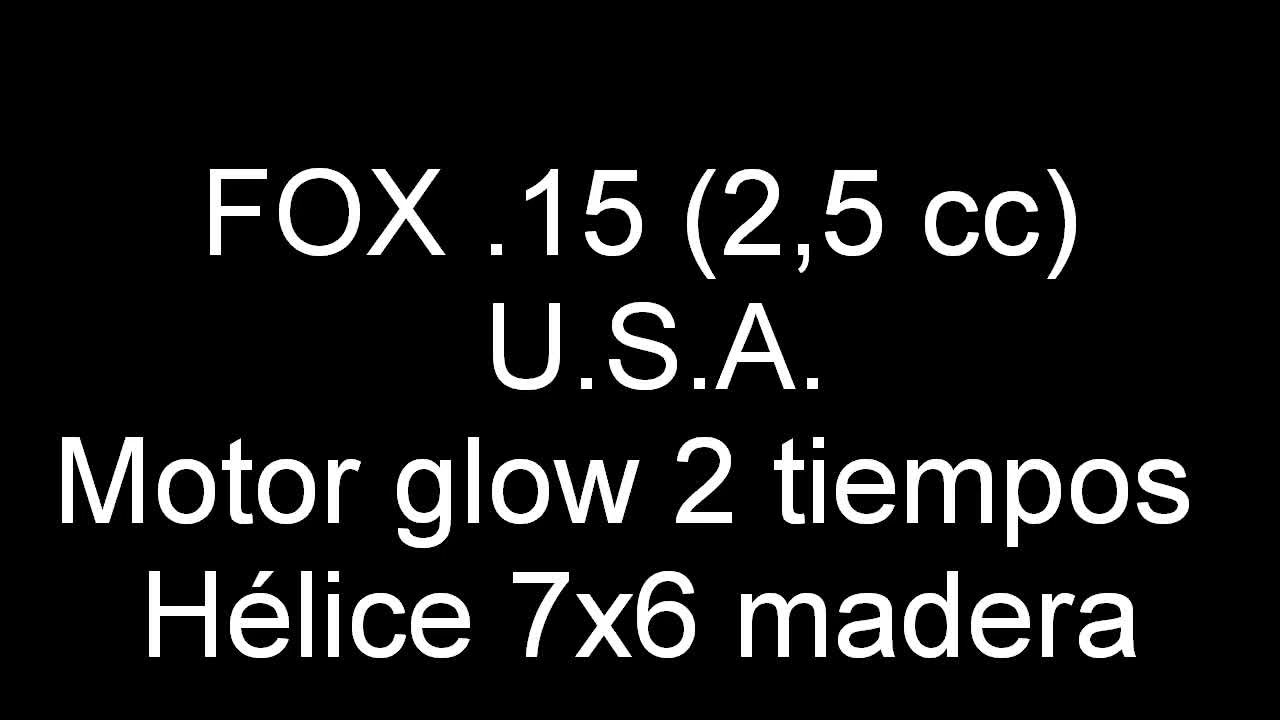 FOX .15 (2,5 cc)
U.S.A.
Motor glow 2 tiempos
Hélice 7x6 madera